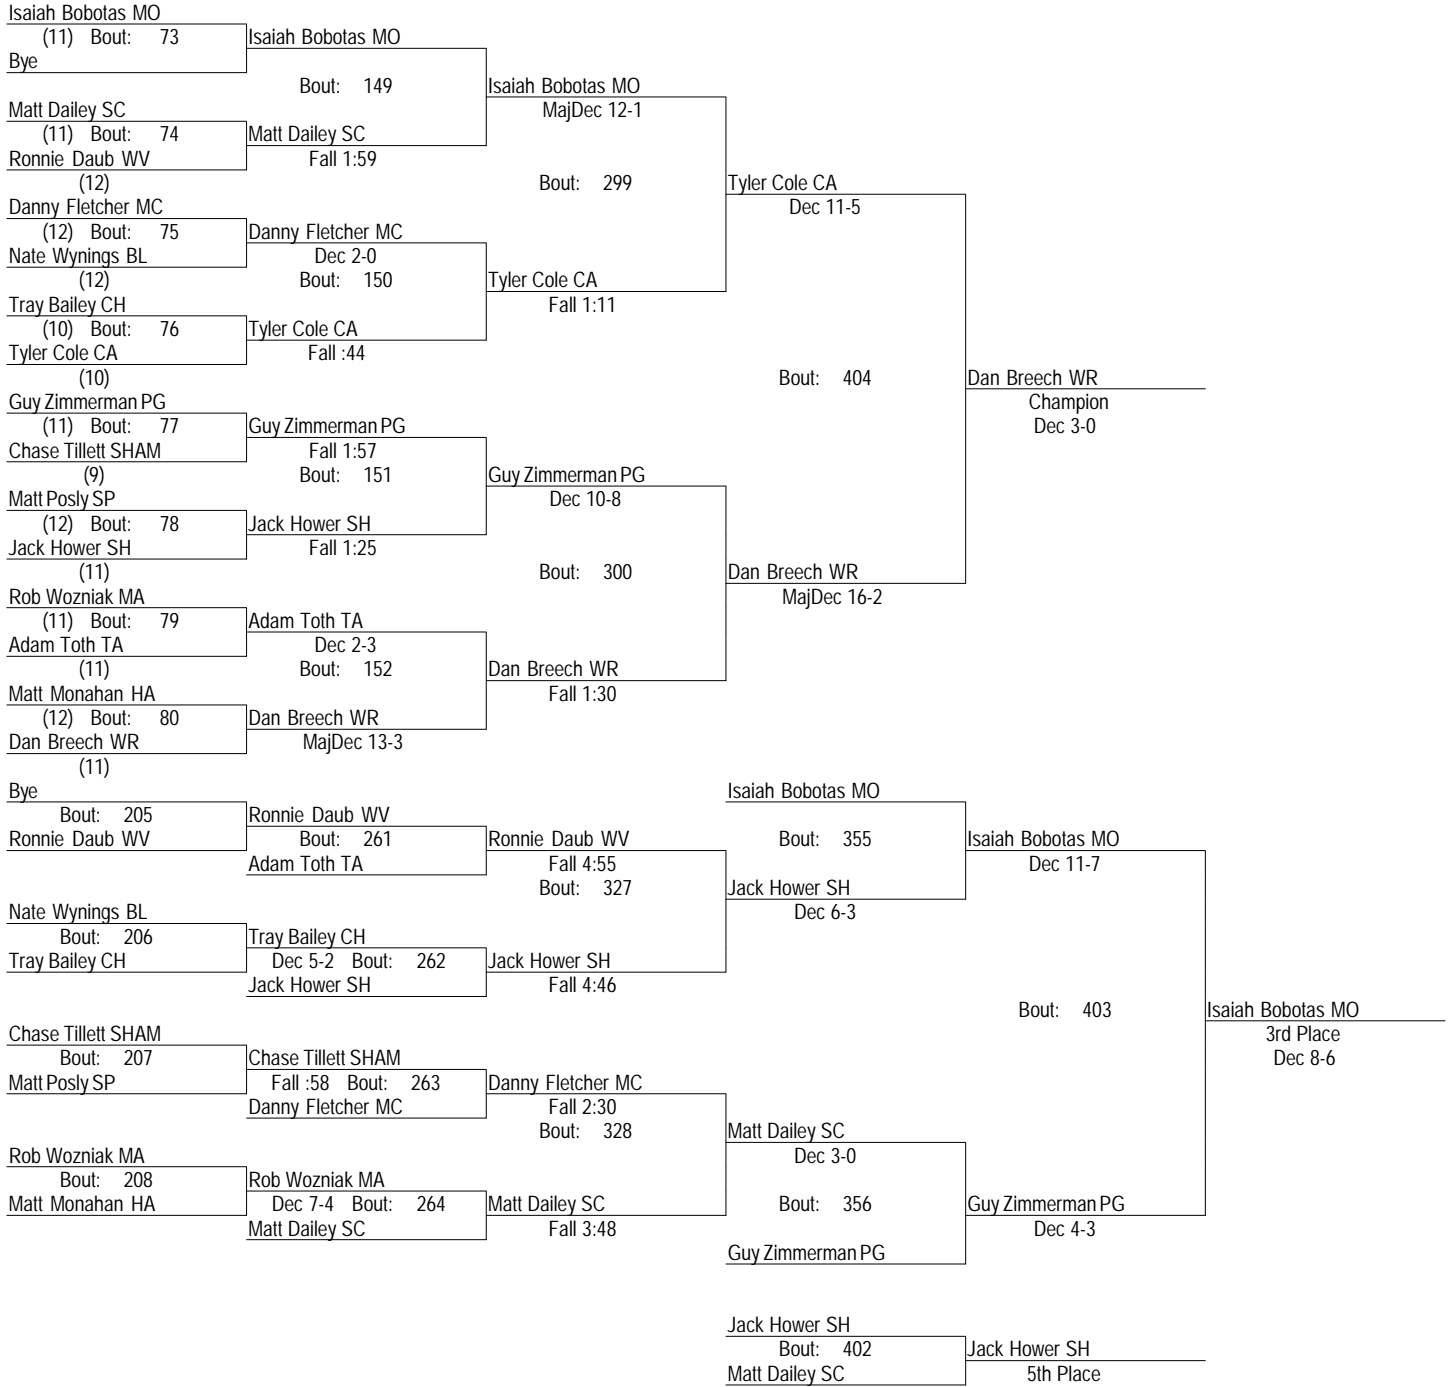 Isaiah Bobotas MO
(11) Bout: 73 Isaiah Bobotas MO
Bye
Bout: 149 Isaiah Bobotas MO
Matt Dailey SC MajDec 12-1
(11) Bout: 74 Matt Dailey SC
Ronnie Daub WV Fall 1:59
(12) Bout: 299 Tyler Cole CA
Danny Fletcher MC Dec 11-5
(12) Bout: 75 Danny Fletcher MC
Nate Wynings BL Dec 2-0
(12) Bout: 150 Tyler Cole CA
Tray Bailey CH Fall 1:11
(10) Bout: 76 Tyler Cole CA
Tyler Cole CA Fall :44
(10) Bout: 404 Dan Breech WR
Guy Zimmerman PG Champion
(11) Bout: 77 Guy Zimmerman PG Dec 3-0
Chase Tillett SHAM Fall 1:57
(9) Bout: 151 Guy Zimmerman PG
Matt Posly SP Dec 10-8
(12) Bout: 78 Jack Hower SH
Jack Hower SH Fall 1:25
(11) Bout: 300 Dan Breech WR
Rob Wozniak MA MajDec 16-2
(11) Bout: 79 Adam Toth TA
Adam Toth TA Dec 2-3
(11) Bout: 152 Dan Breech WR
Matt Monahan HA Fall 1:30
(12) Bout: 80 Dan Breech WR
Dan Breech WR MajDec 13-3
(11)
Bye Isaiah Bobotas MO
Bout: 205 Ronnie Daub WV
Ronnie Daub WV Bout: 261 Ronnie Daub WV Bout: 355 Isaiah Bobotas MO
Adam Toth TA Fall 4:55 Dec 11-7
Bout: 327 Jack Hower SH
Nate Wynings BL Dec 6-3
Bout: 206 Tray Bailey CH
Tray Bailey CH Dec 5-2 Bout: 262 Jack Hower SH
Jack Hower SH Fall 4:46
Bout: 403 Isaiah Bobotas MO
Chase Tillett SHAM 3rd Place
Bout: 207 Chase Tillett SHAM Dec 8-6
Matt Posly SP Fall :58 Bout: 263 Danny Fletcher MC
Danny Fletcher MC Fall 2:30
Bout: 328 Matt Dailey SC
Rob Wozniak MA Dec 3-0
Bout: 208 Rob Wozniak MA
Matt Monahan HA Dec 7-4 Bout: 264 Matt Dailey SC Bout: 356 Guy Zimmerman PG
Matt Dailey SC Fall 3:48 Dec 4-3
Guy Zimmerman PG
Jack Hower SH
Bout: 402 Jack Hower SH
Matt Dailey SC 5th Place